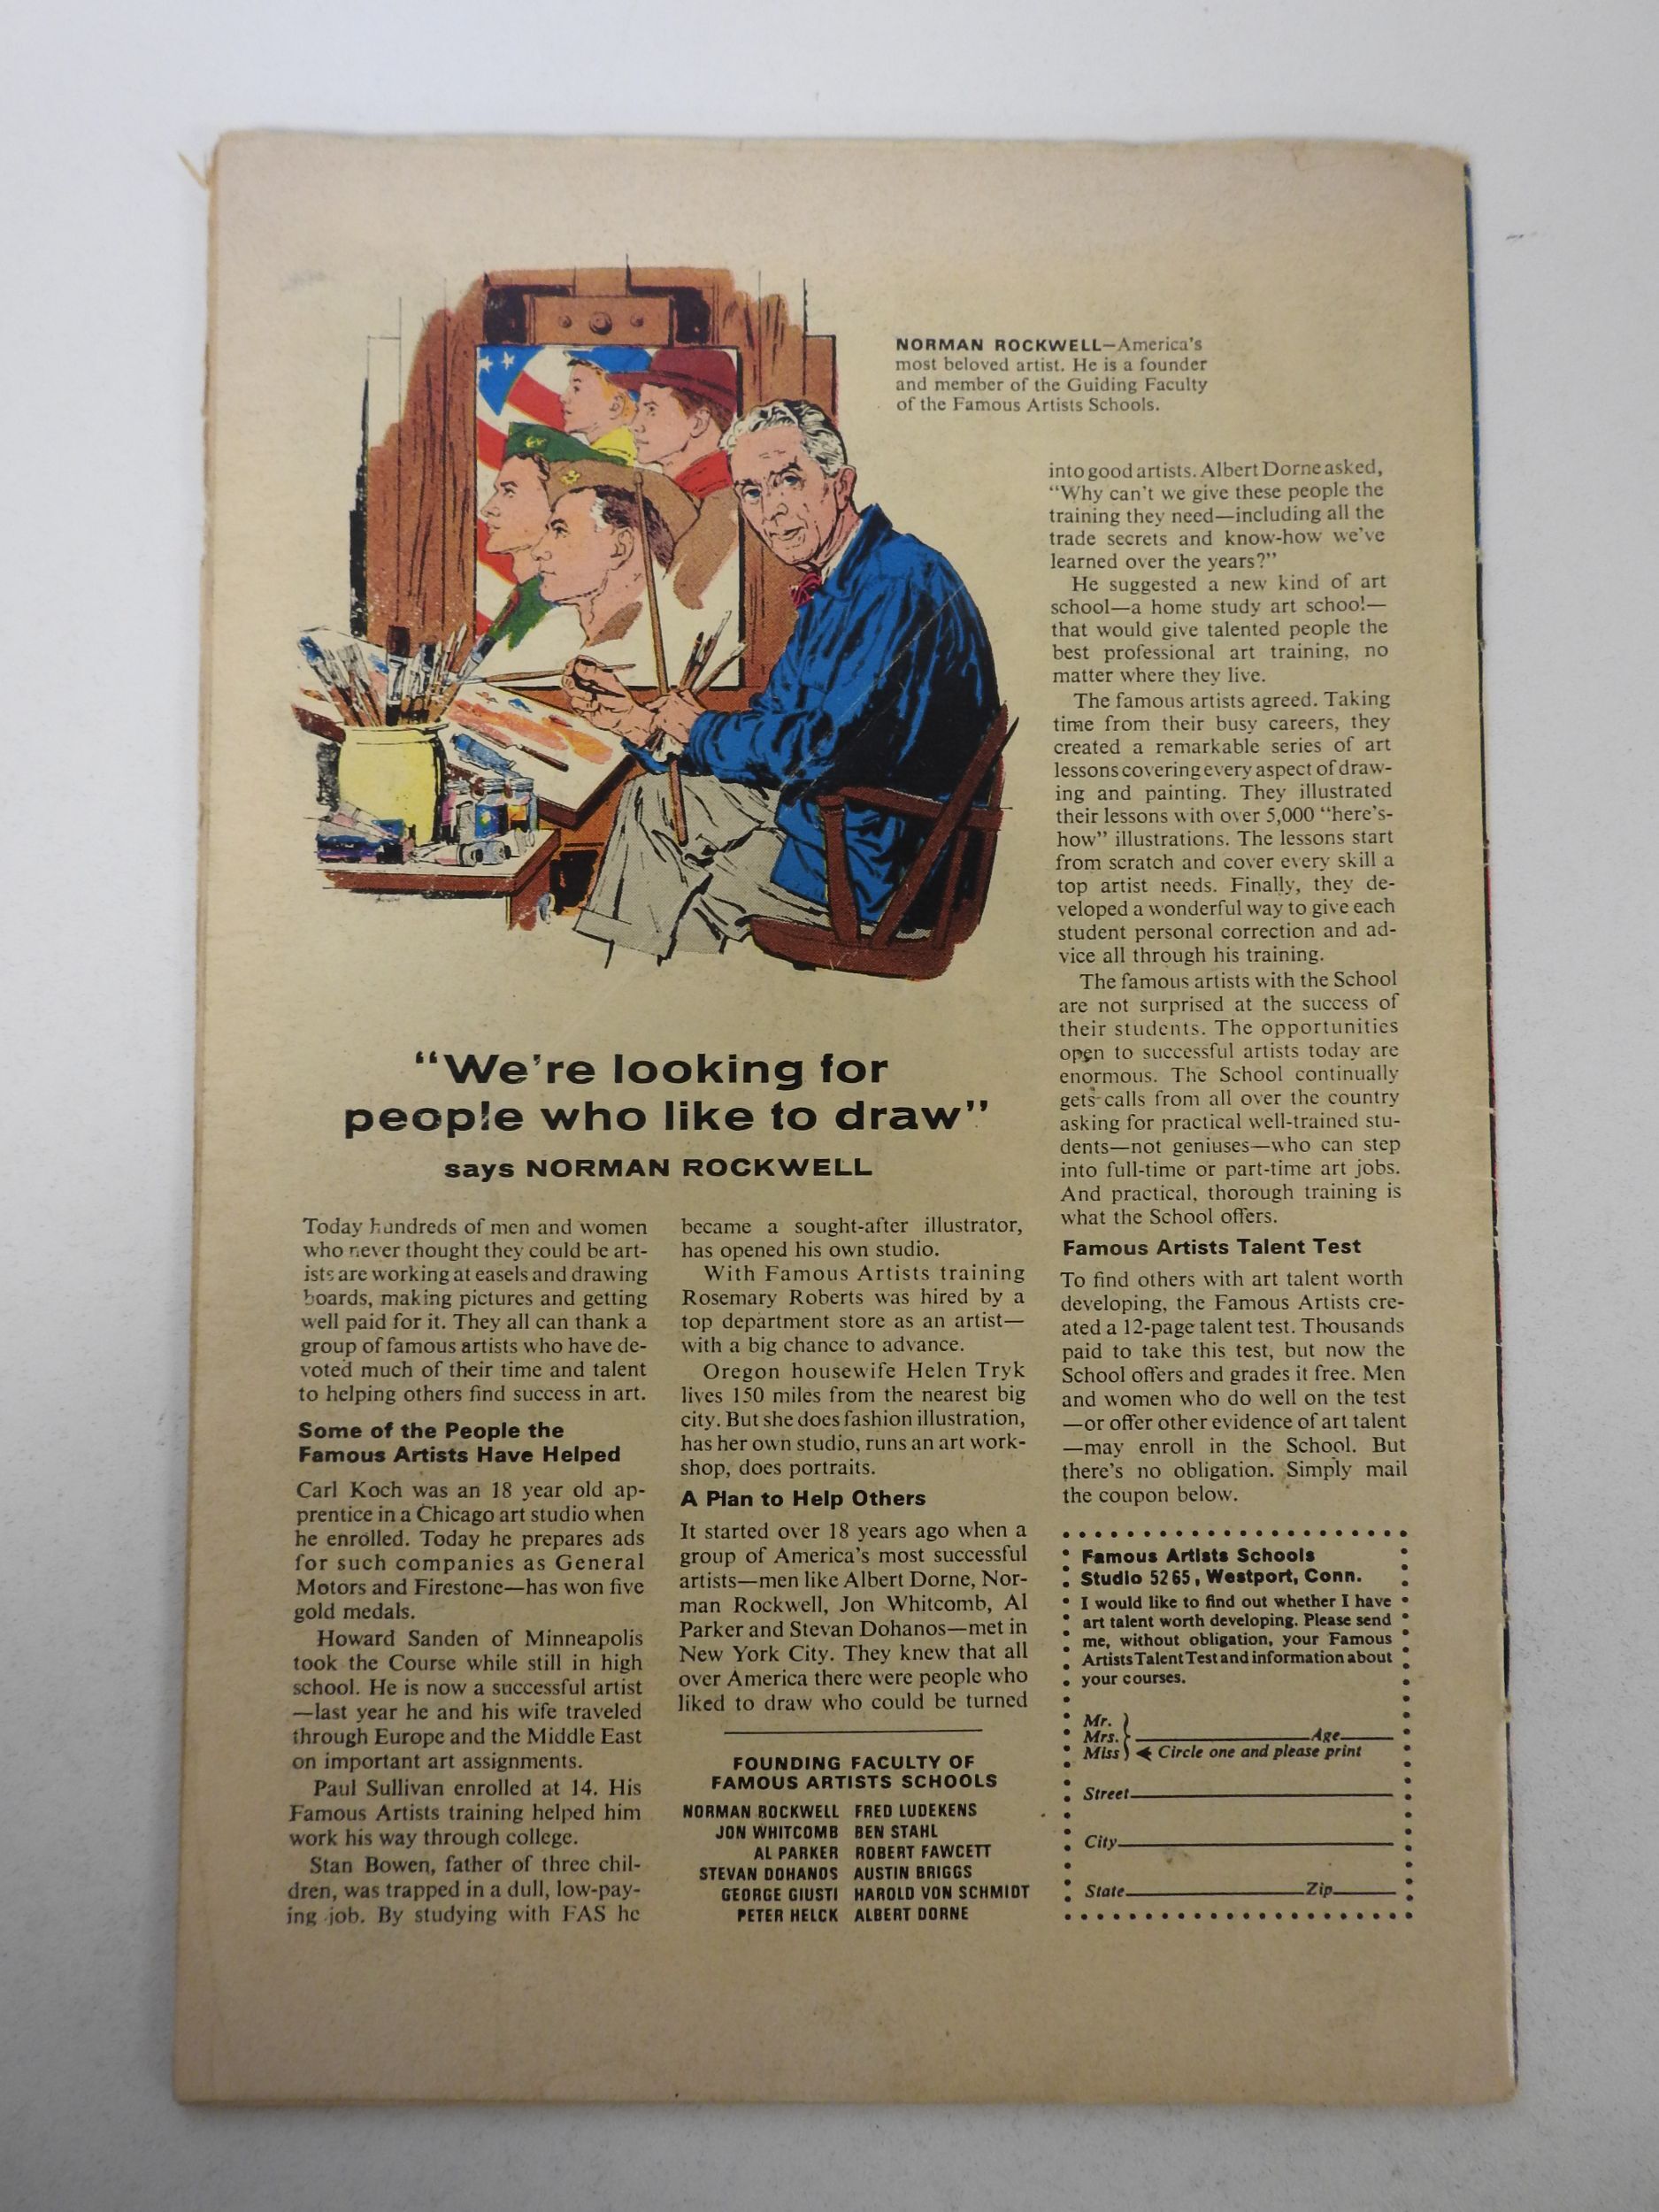 NORMAN ROCKWELL—America's
most beloved artist. He is a founder
and member of the Guiding Faculty
of the Famous Artists Schools.
"We're looking for
people who like to draw"
says NORMAN ROCKWELL
Today hundreds of men and women
who never thought they could be art-
ists are working at easels and drawing
boards, making pictures and getting
well paid for it. They all can thank a
group of famous artists who have de-
voted much of their time and talent
to helping others find success in art.
Some of the People the
Famous Artists Have Helped
Carl Koch was an 18 year old ap-
prentice in a Chicago art studio when
he enrolled. Today he prepares ads
for such companies as General
Motors and Firestone—has won five
gold medals.
Howard Sanden of Minneapolis
took the Course while still in high
school. He is now a successful artist
—last year he and his wife traveled
through Europe and the Middle East
on important art assignments.
Paul Sullivan enrolled at 14. His
Famous Artists training helped him
work his way through college.
Stan Bowen, father of three chil-
dren, was trapped in a dull, low-pay-
ing job. By studying with FAS he
became a sought-after illustrator,
has opened his own studio.
With Famous Artists training
Rosemary Roberts was hired by a
top department store as an artist—
with a big chance to advance.
Oregon housewife Helen Tryk
lives 150 miles from the nearest big
city. But she does fashion illustration,
has her own studio, runs an art work-
shop, does portraits.
A Plan to Help Others
It started over 18 years ago when a
group of America's most successful
artists—men like Albert Dorne, Nor-
man Rockwell, Jon Whitcomb, Al
Parker and Stevan Dohanos—met in
New York City. They knew that all
over America there were people who
liked to draw who could be turned
into good artists. Albert Dorne asked,
"Why can't we give these people the
training they need—including all the
trade secrets and know-how we've
learned over the years?"
He suggested a new kind of art
school—a home study art school—
that would give talented people the
best professional art training, no
matter where they live.
The famous artists agreed. Taking
time from their busy careers, they
created a remarkable series of art
lessons covering every aspect of draw-
ing and painting. They illustrated
their lessons with over 5,000 "here's-
how" illustrations. The lessons start
from scratch and cover every skill a
top artist needs. Finally, they de-
veloped a wonderful way to give each
student personal correction and ad-
vice all through his training.
The famous artists with the School
are not surprised at the success of
their students. The opportunities
open to successful artists today are
enormous. The School continually
gets calls from all over the country
asking for practical well-trained stu-
dents—not geniuses—who can step
into full-time or part-time art jobs.
And practical, thorough training is
what the School offers.
Famous Artists Talent Test
To find others with art talent worth
developing, the Famous Artists cre-
ated a 12-page talent test. Thousands
paid to take this test, but now the
School offers and grades it free. Men
and women who do well on the test
—or offer other evidence of art talent
—may enroll in the School. But
there's no obligation. Simply mail
the coupon below.
FOUNDING FACULTY OF
FAMOUS ARTISTS SCHOOLS
NORMAN ROCKWELL FRED LUDEKENS
JON WHITCOMB BEN STAHL
AL PARKER ROBERT FAWCETT
STEVAN DOHANOS AUSTIN BRIGGS
GEORGE GIUSTI HAROLD VON SCHMIDT
PETER HELCK ALBERT DORNE
Famous Artists Schools
Studio 5265, Westport, Conn.
I would like to find out whether I have
art talent worth developing. Please send
me, without obligation, your Famous
Artists Talent Test and information about
your courses.
Mr.
Mrs. Age
Miss Circle one and please print
Street
City
State Zip